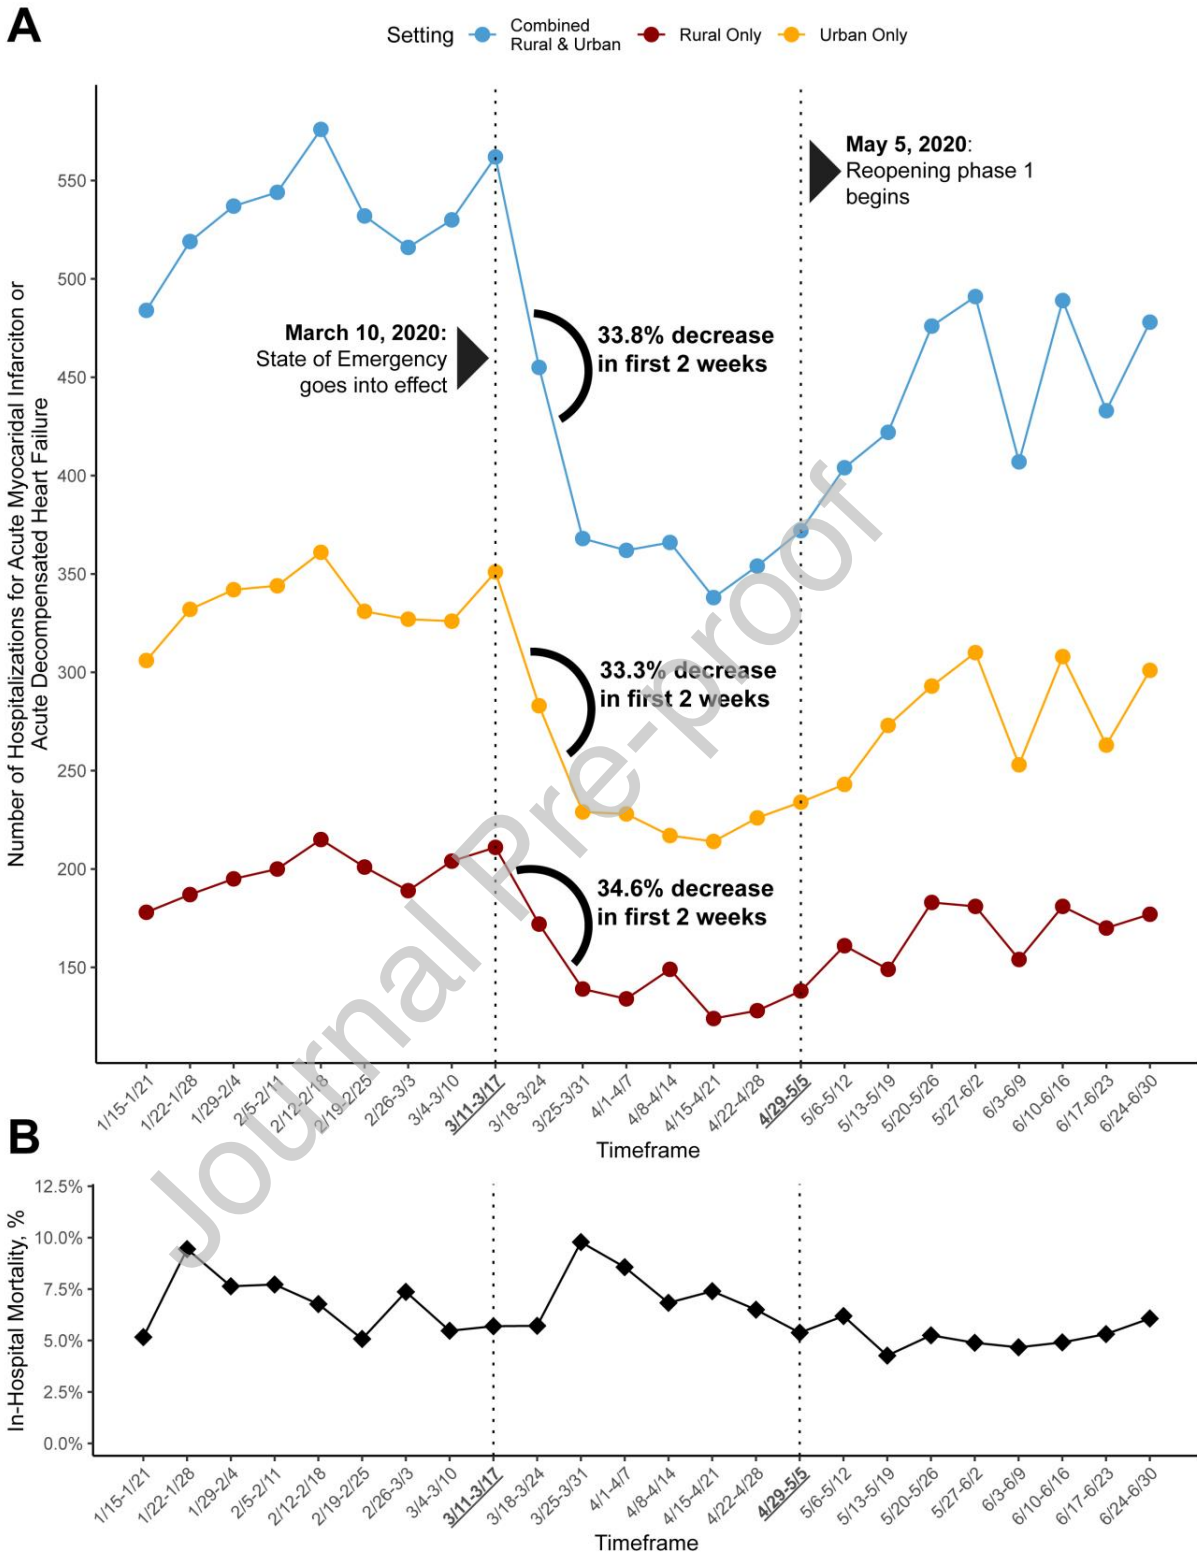 A
Setting
Combined
Rural & Urban
Rural Only
Urban Only
Number of Hospitalizations for Acute Myocaridal Infarciton or
Acute Decompensated Heart Failure
550
500
450
400
350
300
250
200
150
March 10, 2020:
State of Emergency
goes into effect
May 5, 2020:
Reopening phase 1
begins
33.8% decrease
in first 2 weeks
33.3% decrease
in first 2 weeks
34.6% decrease
in first 2 weeks
Journal Pre-proof
1/15-1/21
1/22-1/28
1/29-2/4
2/5-2/11
2/12-2/18
2/19-2/25
2/26-3/3
3/4-3/10
3/11-3/17
3/18-3/24
3/25-3/31
4/1-4/7
4/8-4/14
4/15-4/21
4/22-4/28
4/29-5/5
5/6-5/12
5/13-5/19
5/20-5/26
5/27-6/2
6/3-6/9
6/10-6/16
6/17-6/23
6/24-6/30
Timeframe
B
In-Hospital Mortality, %
12.5%
10.0%
7.5%
5.0%
2.5%
0.0%
1/15-1/21
1/22-1/28
1/29-2/4
2/5-2/11
2/12-2/18
2/19-2/25
2/26-3/3
3/4-3/10
3/11-3/17
3/18-3/24
3/25-3/31
4/1-4/7
4/8-4/14
4/15-4/21
4/22-4/28
4/29-5/5
5/6-5/12
5/13-5/19
5/20-5/26
5/27-6/2
6/3-6/9
6/10-6/16
6/17-6/23
6/24-6/30
Timeframe